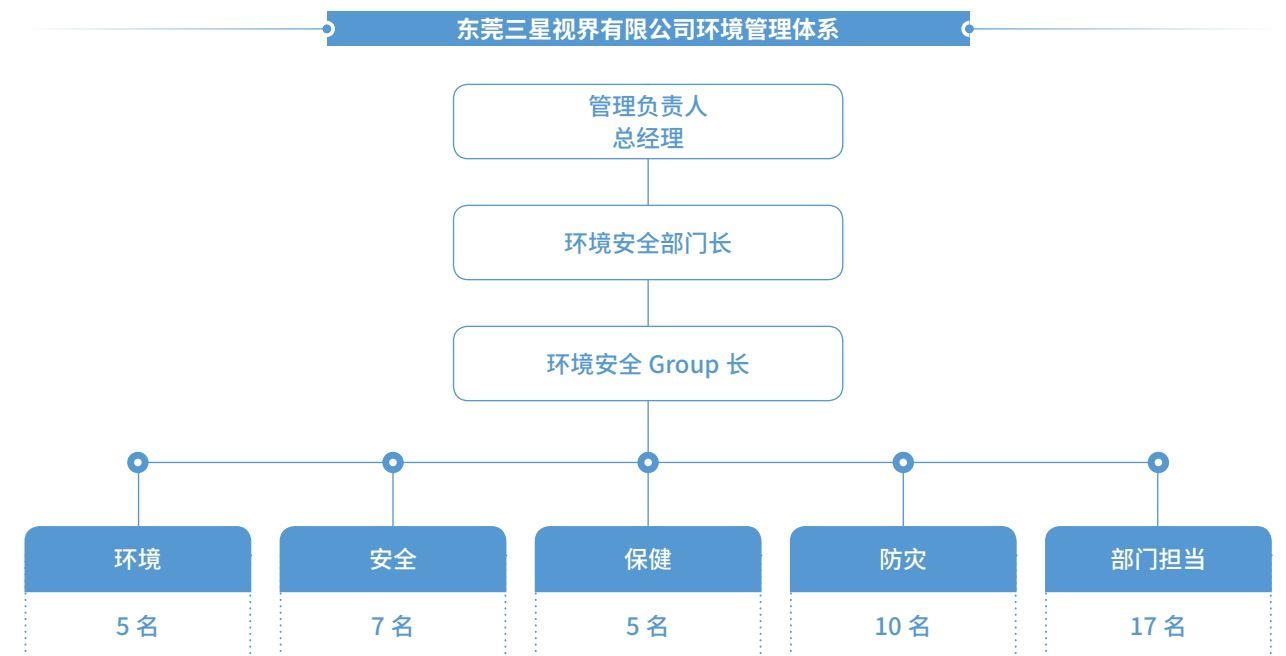 东莞三星视界有限公司环境管理体系
管理负责人
总经理
环境安全部门长
环境安全 Group 长
环境
安全
保健
防灾
部门担当
5 名
7 名
5 名
10 名
17 名